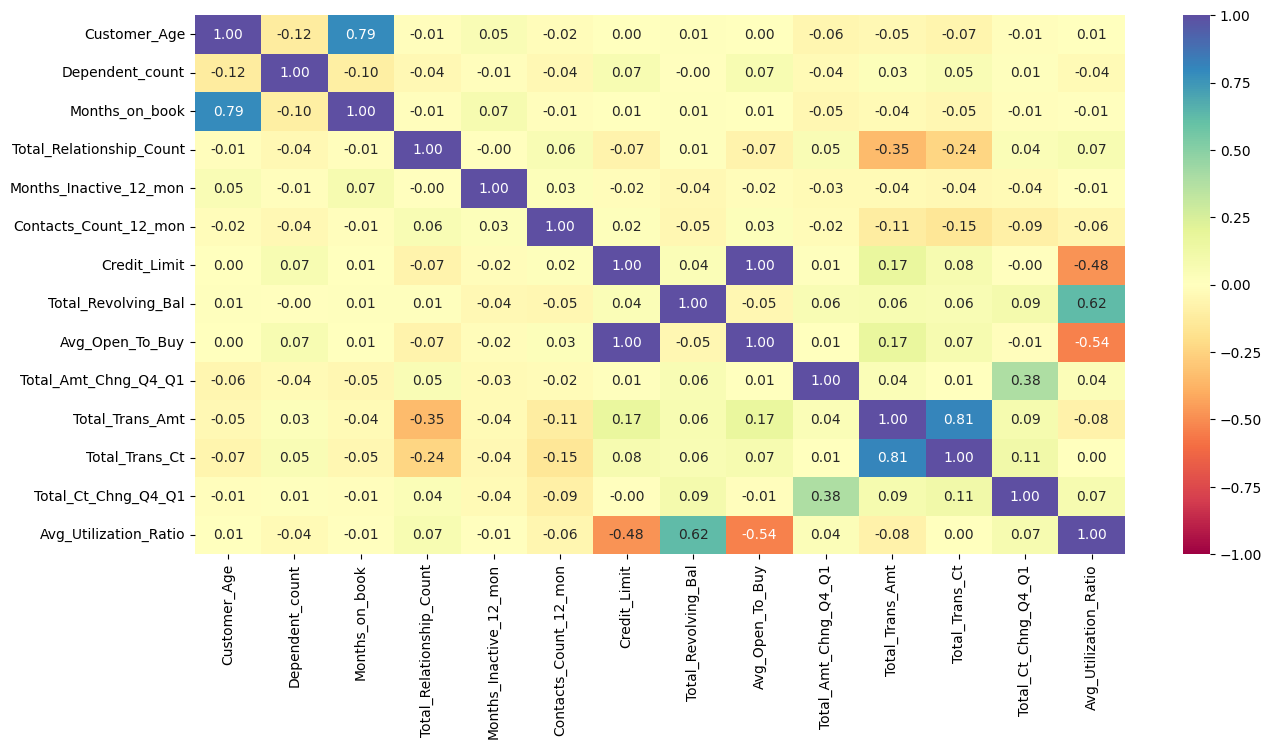 Customer_Age 1.00 -0.12 0.79 -0.01 0.05 -0.02 0.00 0.01 0.00 -0.06 -0.05 -0.07 -0.01 0.01
Dependent_count -0.12 1.00 -0.10 -0.04 -0.01 -0.04 0.07 -0.00 0.07 -0.04 0.03 0.05 0.01 -0.04
Months_on_book 0.79 -0.10 1.00 -0.01 0.07 -0.01 0.01 0.01 0.01 -0.05 -0.04 -0.05 -0.01 -0.01
Total_Relationship_Count -0.01 -0.04 -0.01 1.00 -0.00 0.06 -0.07 0.01 -0.07 0.05 -0.35 -0.24 0.04 0.07
Months_Inactive_12_mon 0.05 -0.01 0.07 -0.00 1.00 0.03 -0.02 -0.04 -0.02 -0.03 -0.04 -0.04 -0.04 -0.01
Contacts_Count_12_mon -0.02 -0.04 -0.01 0.06 0.03 1.00 0.02 -0.05 0.03 -0.02 -0.11 -0.15 -0.09 -0.06
Credit_Limit 0.00 0.07 0.01 -0.07 -0.02 0.02 1.00 0.04 1.00 0.01 0.17 0.08 -0.00 -0.48
Total_Revolving_Bal 0.01 -0.00 0.01 0.01 -0.04 -0.05 0.04 1.00 -0.05 0.06 0.06 0.06 0.09 0.62
Avg_Open_To_Buy 0.00 0.07 0.01 -0.07 -0.02 0.03 1.00 -0.05 1.00 0.01 0.17 0.07 -0.01 -0.54
Total_Amt_Chng_Q4_Q1 -0.06 -0.04 -0.05 0.05 -0.03 -0.02 0.01 0.06 0.01 1.00 0.04 0.01 0.38 0.04
Total_Trans_Amt -0.05 0.03 -0.04 -0.35 -0.04 -0.11 0.17 0.06 0.17 0.04 1.00 0.81 0.09 -0.08
Total_Trans_Ct -0.07 0.05 -0.05 -0.24 -0.04 -0.15 0.08 0.06 0.07 0.01 0.81 1.00 0.11 0.00
Total_Ct_Chng_Q4_Q1 -0.01 0.01 -0.01 0.04 -0.04 -0.09 -0.00 0.09 -0.01 0.38 0.09 0.11 1.00 0.07
Avg_Utilization_Ratio 0.01 -0.04 -0.01 0.07 -0.01 -0.06 -0.48 0.62 -0.54 0.04 -0.08 0.00 0.07 1.00
Customer_Age
Dependent_count
Months_on_book
Total_Relationship_Count
Months_Inactive_12_mon
Contacts_Count_12_mon
Credit_Limit
Total_Revolving_Bal
Avg_Open_To_Buy
Total_Amt_Chng_Q4_Q1
Total_Trans_Amt
Total_Trans_Ct
Total_Ct_Chng_Q4_Q1
Avg_Utilization_Ratio
1.00
0.75
0.50
0.25
0.00
−0.25
−0.50
−0.75
−1.00